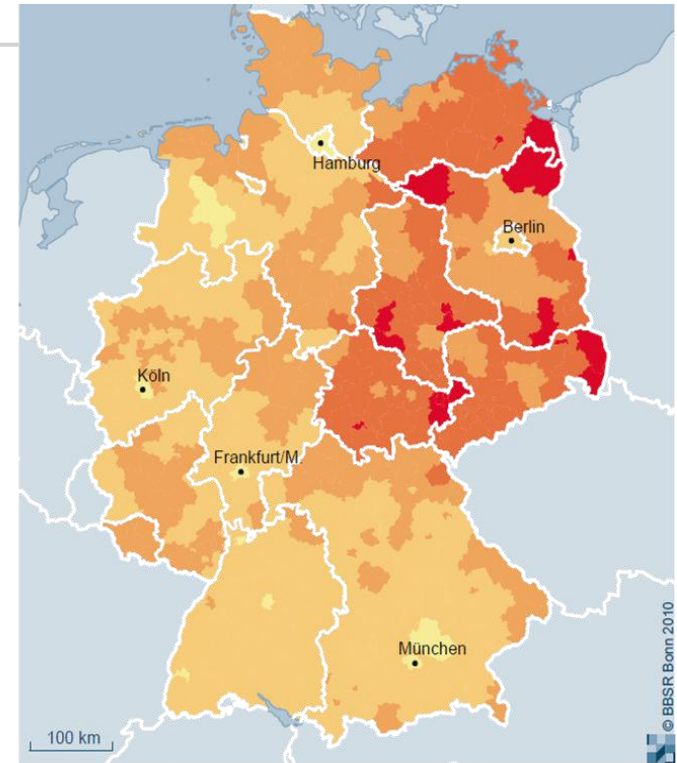 Hamburg
Berlin
Köln
Frankfurt/M.
München
100 km
© BBSR Bonn 2010